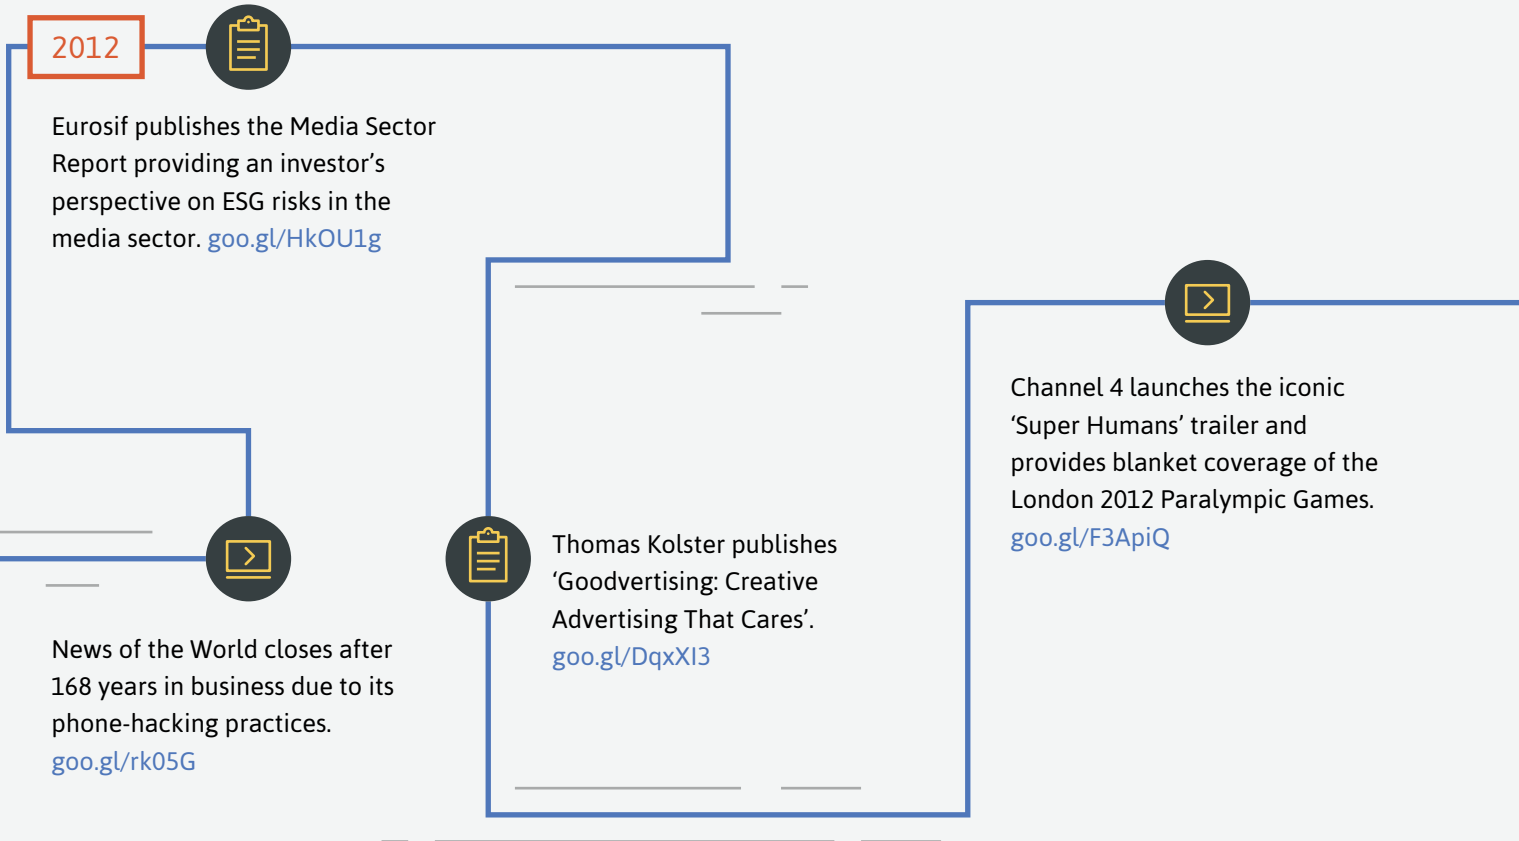 2012
Eurosif publishes the Media Sector
Report providing an investor’s
perspective on ESG risks in the
media sector. goo.gl/HkOU1g
News of the World closes after
168 years in business due to its
phone-hacking practices.
goo.gl/rk05G
Thomas Kolster publishes
‘Goodvertising: Creative
Advertising That Cares’.
goo.gl/DqxXI3
Channel 4 launches the iconic
‘Super Humans’ trailer and
provides blanket coverage of the
London 2012 Paralympic Games.
goo.gl/F3ApiQ